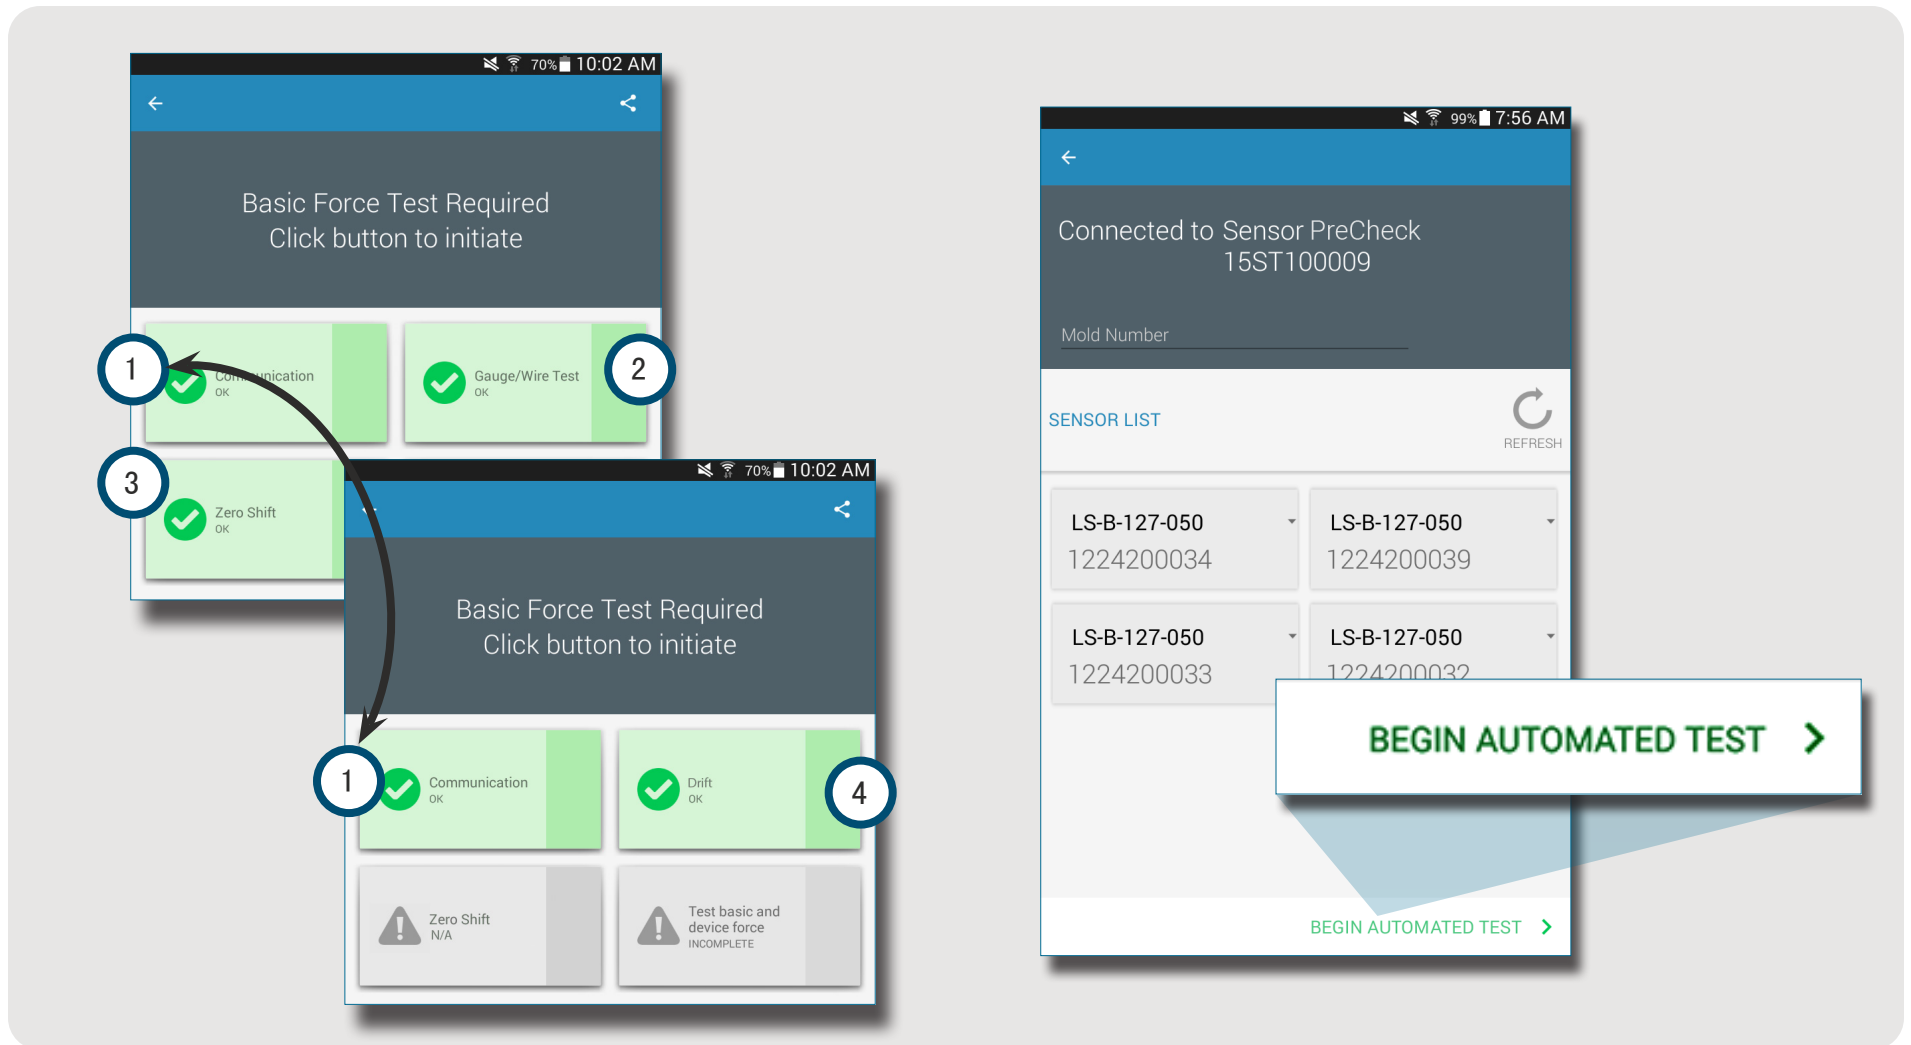 70% 10:02 AM
Basic Force Test Required
Click button to initiate
1
Communication
OK
Gauge/Wire Test
OK
2
3
Zero Shift
OK
70% 10:02 AM
Basic Force Test Required
Click button to initiate
1
Communication
OK
Drift
OK
4
Zero Shift
N/A
Test basic and
device force
INCOMPLETE
99% 7:56 AM
Connected to Sensor PreCheck
15ST100009
Mold Number
SENSOR LIST
REFRESH
LS-B-127-050
1224200034
LS-B-127-050
1224200039
LS-B-127-050
1224200033
LS-B-127-050
1224200032
BEGIN AUTOMATED TEST
BEGIN AUTOMATED TEST